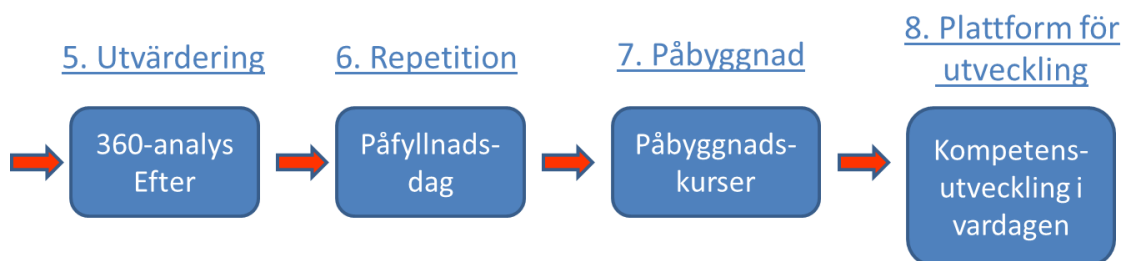 5. Utvärdering
360-analys
Efter
6. Repetition
Påfyllnads-
dag
7. Påbyggnad
Påbyggnads-
kurser
8. Plattform för
utveckling
Kompetens-
utveckling i
vardagen